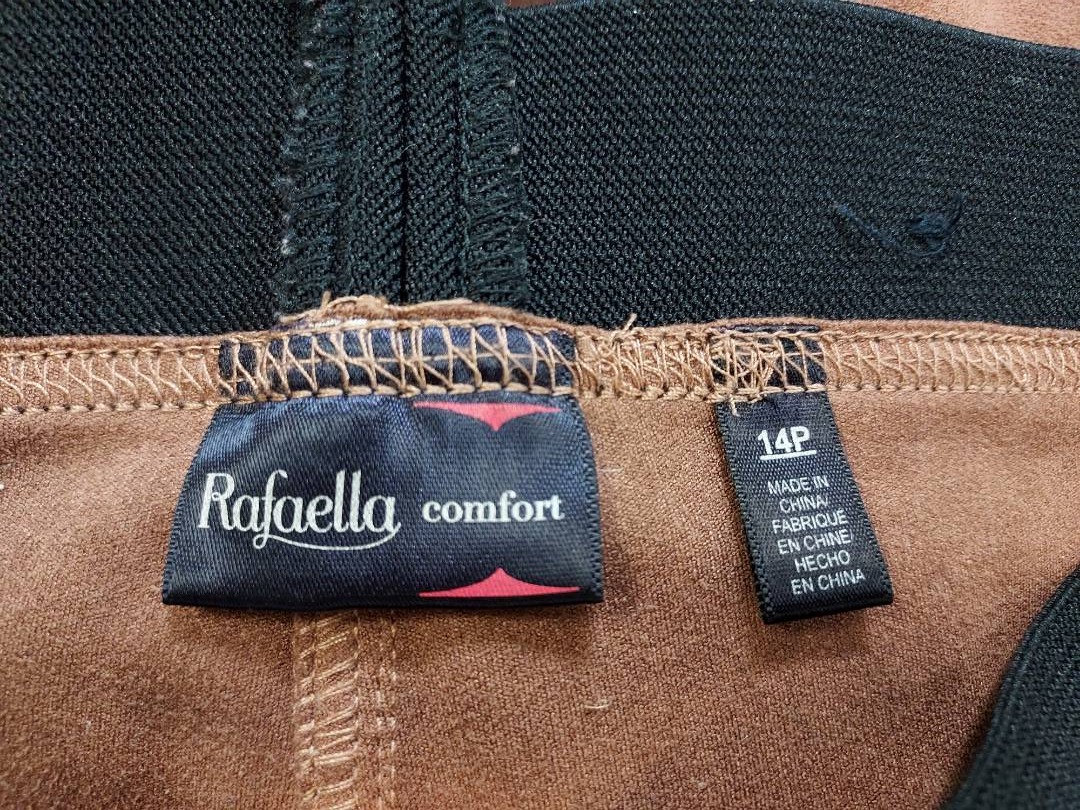 Rafaella comfort
14P
MADE IN
CHINA/
FABRIQUE
EN CHINE/
HECHO
EN CHINA